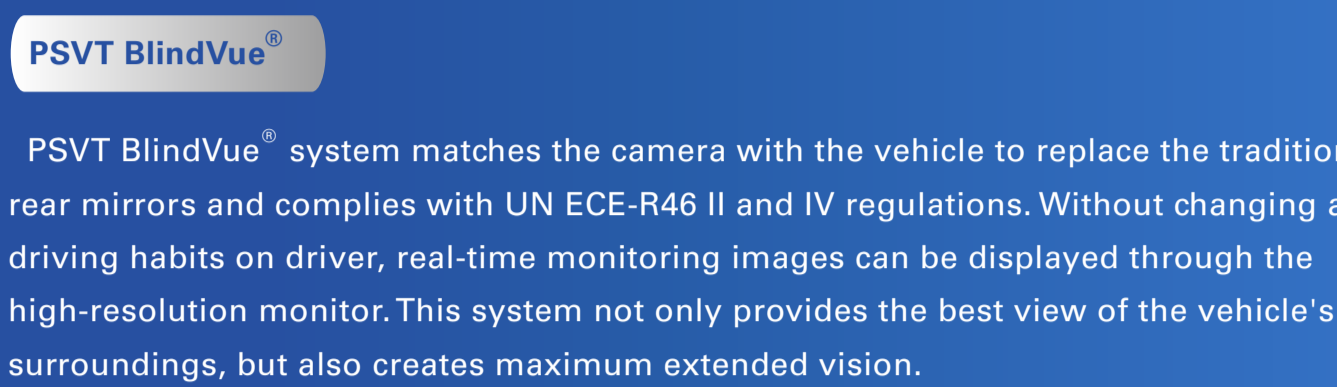 PSVT BlindVue®
PSVT BlindVue® system matches the camera with the vehicle to replace the
rear mirrors and complies with UN ECE-R46 II and IV regulations. Without changing
driving habits on driver, real-time monitoring images can be displayed through the
high-resolution monitor. This system not only provides the best view of the vehicle's
surroundings, but also creates maximum extended vision.